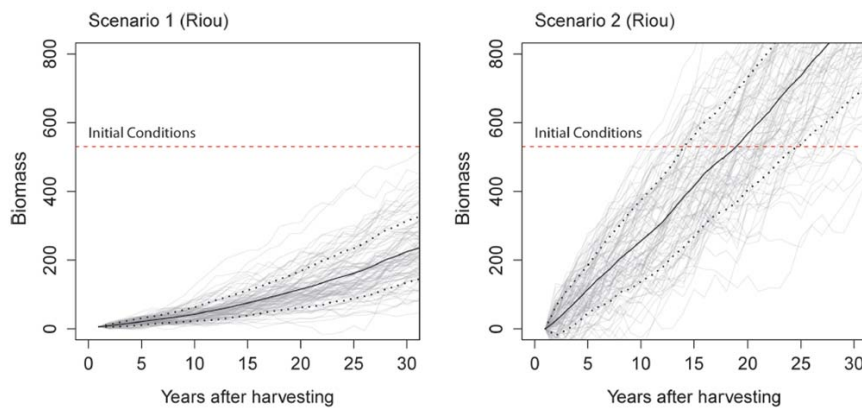 Scenario 1 (Riou)
800
600
400
200
0
Biomass
Initial Conditions
0 5 10 15 20 25 30
Years after harvesting
Scenario 2 (Riou)
800
600
400
200
0
Biomass
Initial Conditions
0 5 10 15 20 25 30
Years after harvesting